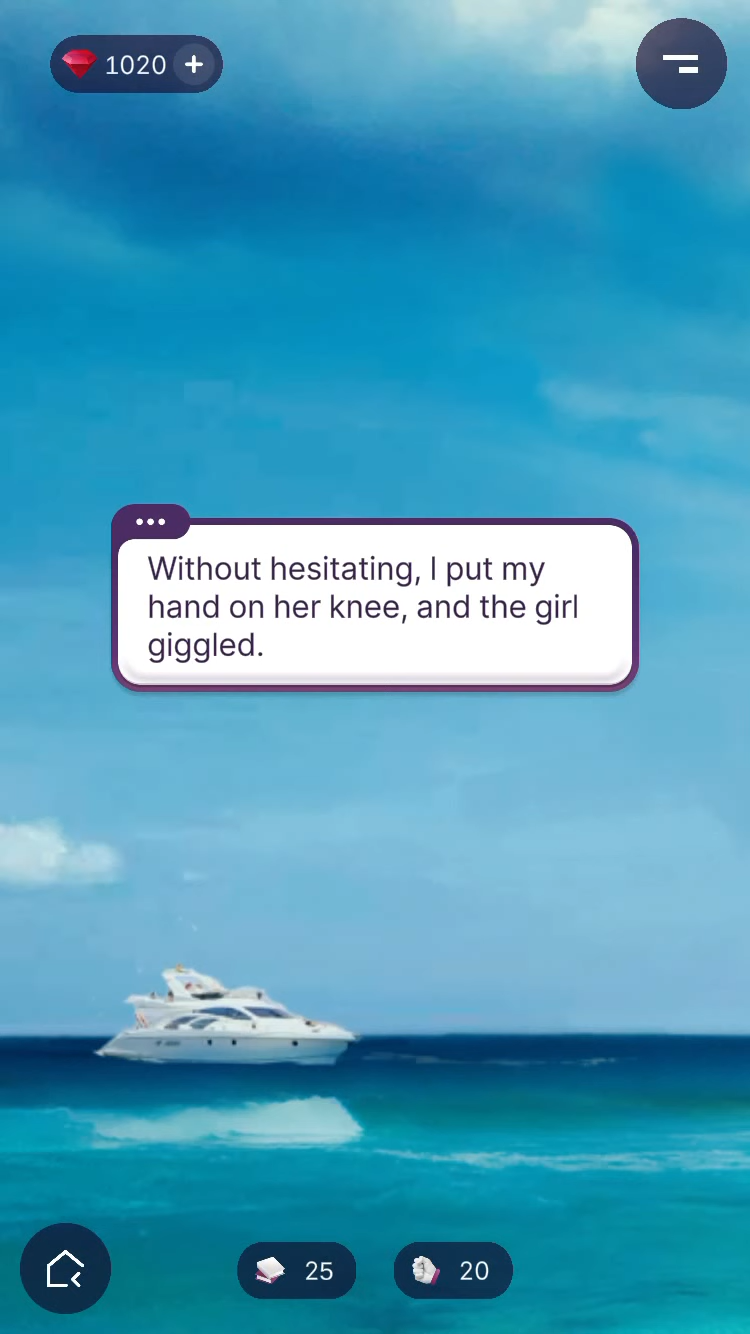 1020
Without hesitating, I put my
hand on her knee, and the girl
giggled.
25
20